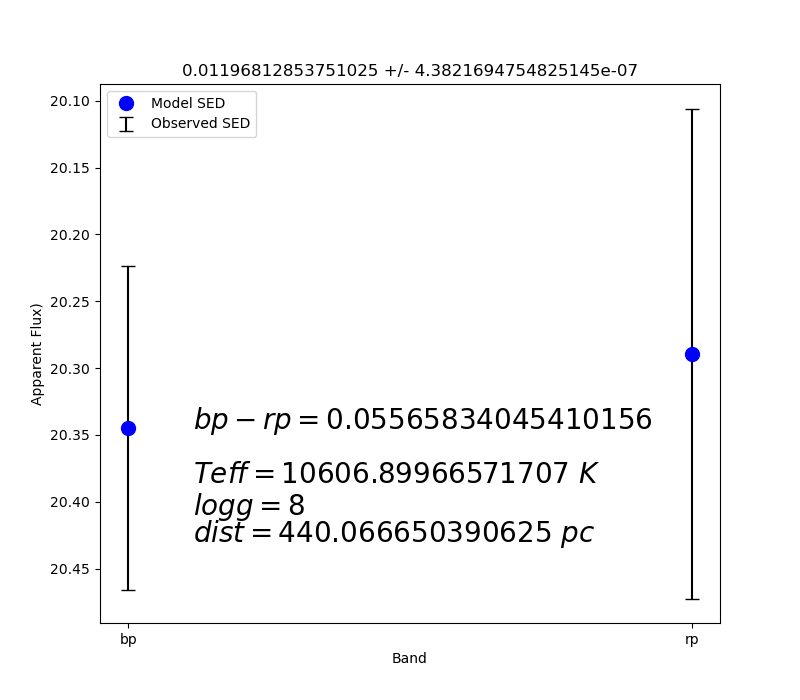 0.01196812853751025 +/- 4.3821694754825145e-07
Model SED
Observed SED
20.10
20.15
20.20
20.25
20.30
20.35
20.40
20.45
Apparent Flux)
bp − rp = 0.05565834045410156
Teff = 10606.89966571707 K
logg = 8
dist = 440.066650390625 pc
bp
rp
Band